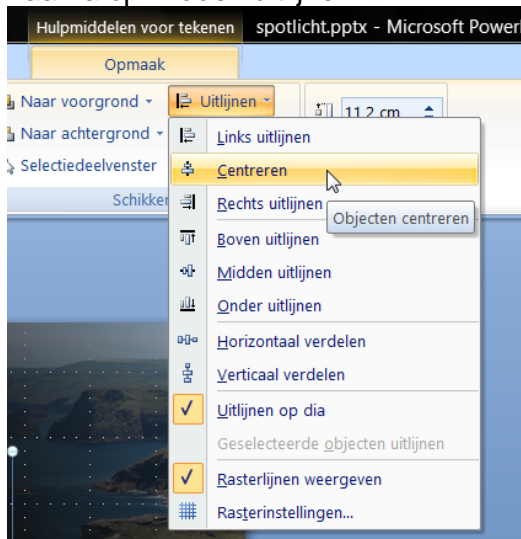 Hulpmiddelen voor tekenen spotlicht.pptx - Microsoft Powerl
Opmaak
Naar voorgrond Uitlijnen 11,2 cm
Naar achtergrond Links uitlijnen
Selectiedeelvenster Centreren
Schikken Rechts uitlijnen
Objecten centreren
Boven uitlijnen
Midden uitlijnen
Onder uitlijnen
Horizontaal verdelen
Verticaal verdelen
Uitlijnen op dia
Geselecteerde objecten uitlijnen
Rasterlijnen weergeven
Rasterinstellingen...